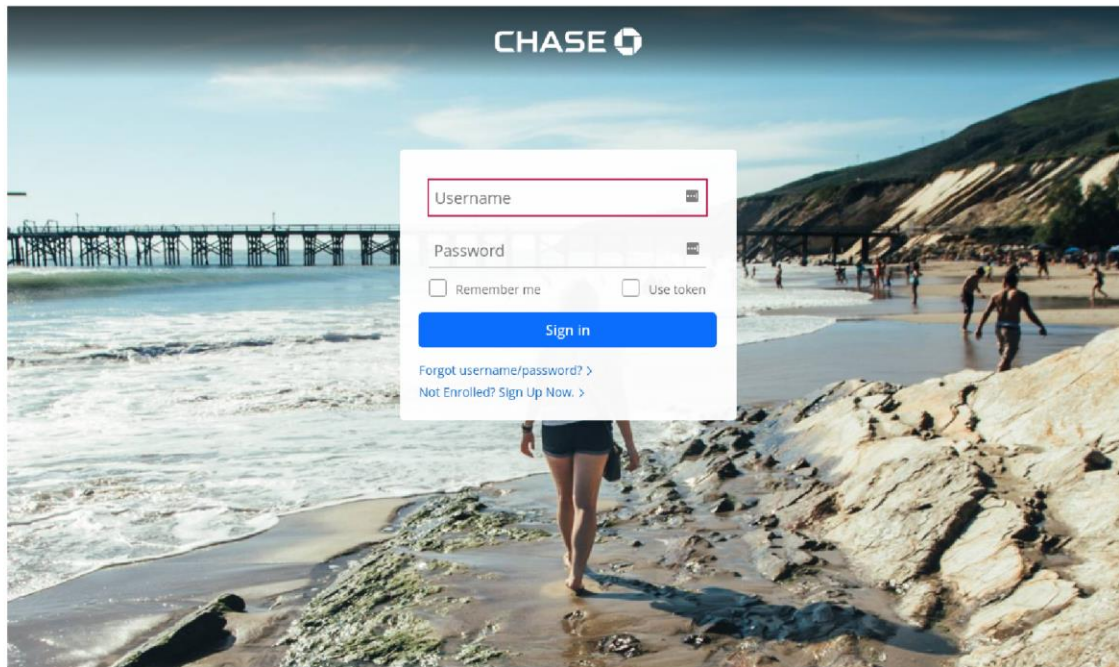 CHASE
Username
Password
Remember me Use token
Sign in
Forgot username/password? >
Not Enrolled? Sign Up Now. >